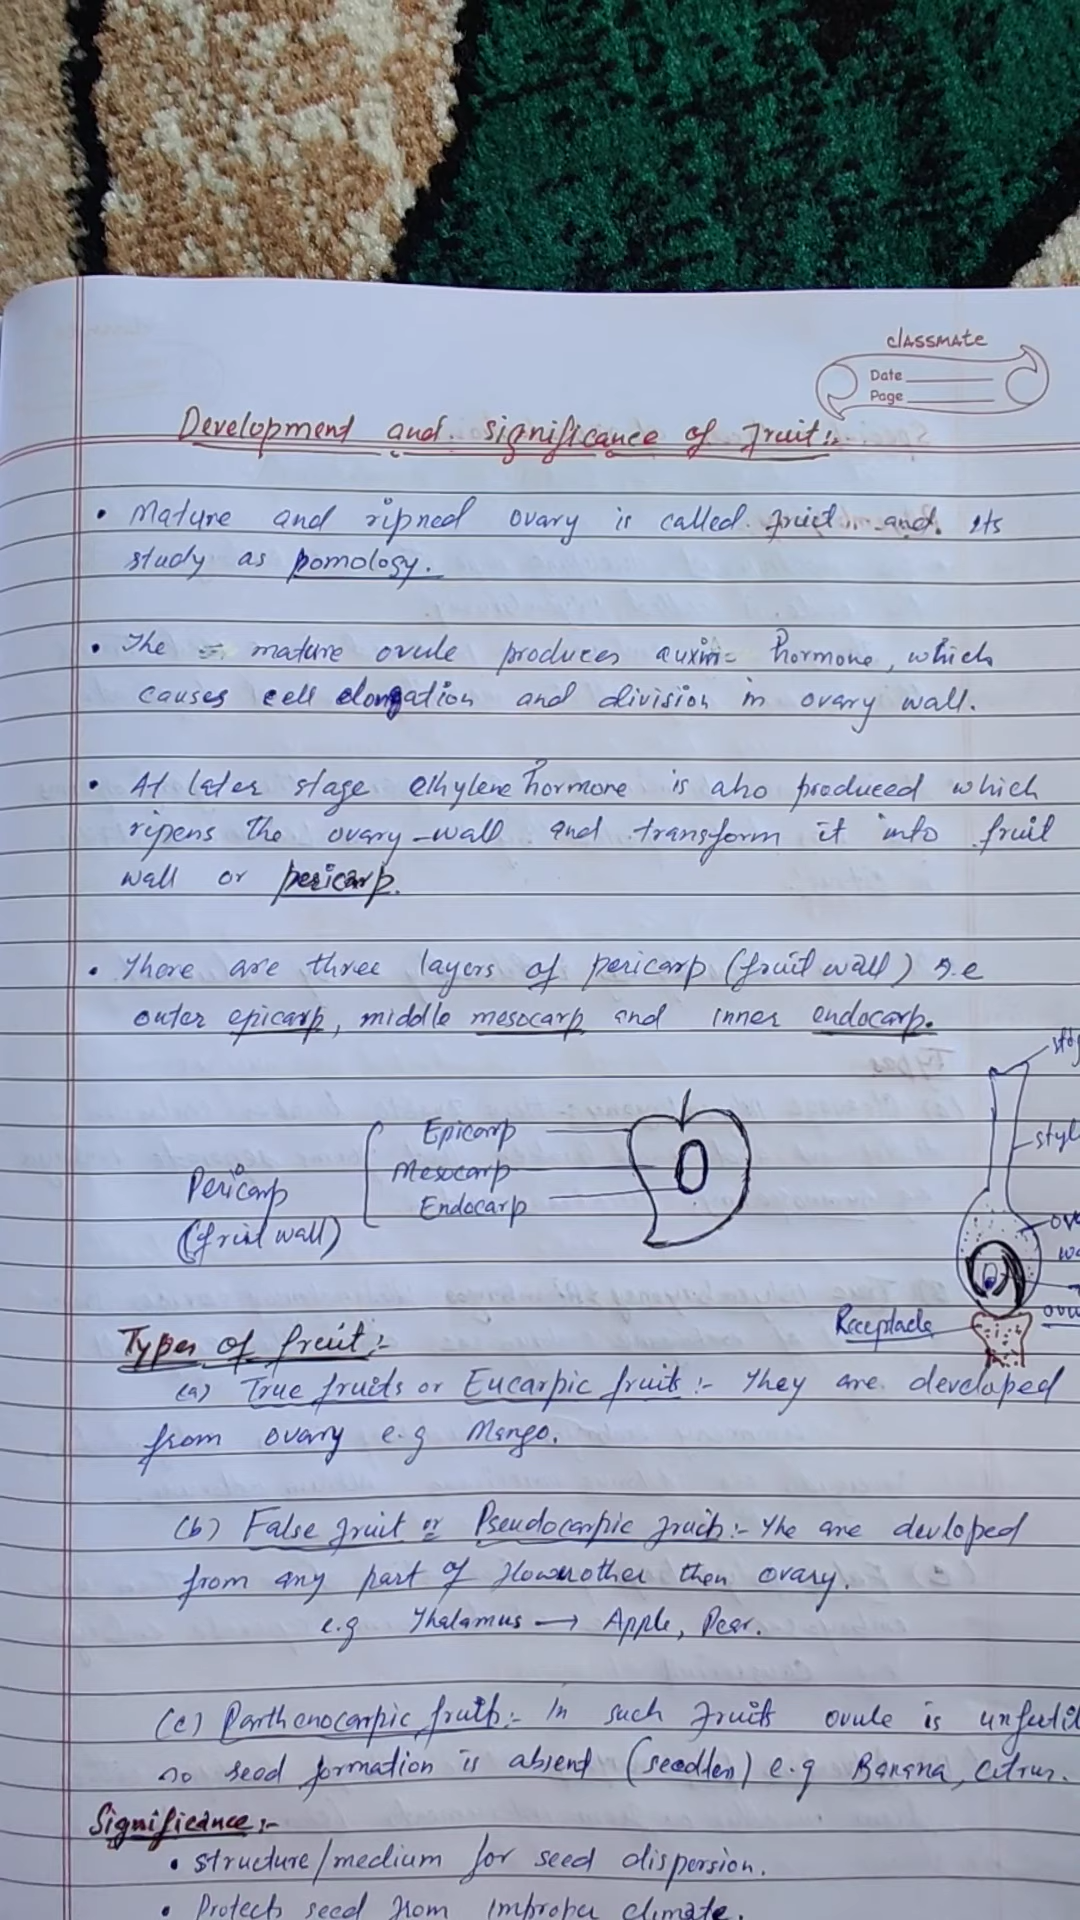 classmate
Date
Page
Development and significance of Fruit:-
• Mature and ripned ovary is called fruit and its
study as pomology.
• The mature ovule produces auxin hormone, which
causes cell elongation and division in ovary wall.
• At later stage ethylene hormone is also produced which
ripens the ovary-wall and transform it into fruit
wall or pericarp.
• There are three layers of pericarp (fruit wall) i.e
outer epicarp, middle mesocarp and inner endocarp.
Epicarp
Mesocarp
Endocarp
Pericarp
(fruit wall)
style
Receptacle
Types of fruit:-
(a) True fruits or Eucarpic fruits:- They are developed
from ovary e.g Mango.
(b) False fruit or Pseudocarpic fruits:- The are devloped
from any part of flower other then ovary.
e.g Thalamus → Apple, Pear.
(c) Parthenocarpic fruits:- In such fruits ovule is
so seed formation is absent (seedless) e.g Banana, Citrus.
Significance:-
• structure/medium for seed dispersion.
• Protects seed from improper climate.